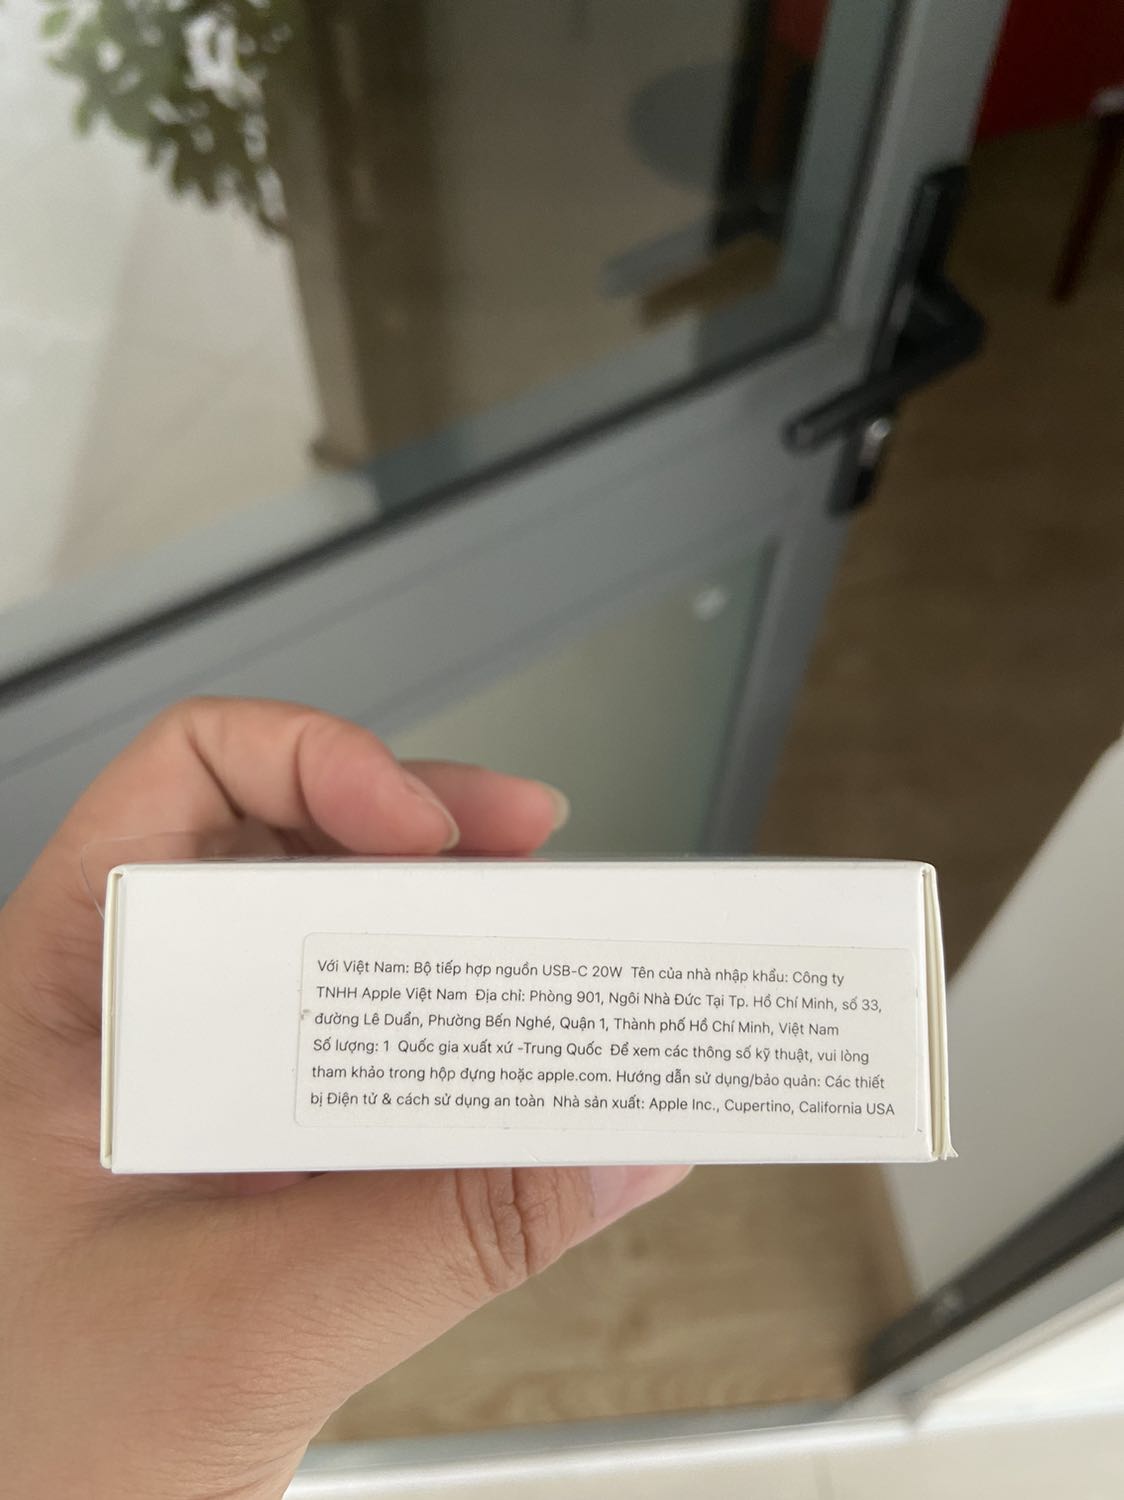 Với Việt Nam: Bộ tiếp hợp nguồn USB-C 20W Tên của nhà nhập khẩu: Công ty
TNHH Apple Việt Nam Địa chỉ: Phòng 901, Ngôi Nhà Đức Tại Tp. Hồ Chí Minh, số 33,
đường Lê Duẩn, Phường Bến Nghé, Quận 1, Thành phố Hồ Chí Minh, Việt Nam
Số lượng: 1 Quốc gia xuất xứ -Trung Quốc Để xem các thông số kỹ thuật, vui lòng
tham khảo trong hộp đựng hoặc apple.com. Hướng dẫn sử dụng/bảo quản: Các thiết
bị Điện tử & cách sử dụng an toàn Nhà sản xuất: Apple Inc., Cupertino, California USA